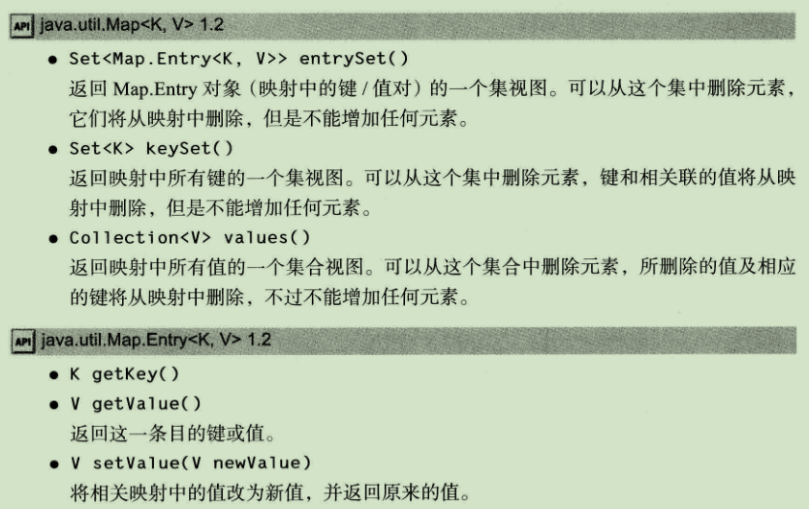 API java.util.Map<K, V> 1.2
● Set<Map.Entry<K, V>> entrySet()
返回 Map.Entry 对象（映射中的键 / 值对）的一个集视图。可以从这个集中删除元素，
它们将从映射中删除，但是不能增加任何元素。
● Set<K> keySet()
返回映射中所有键的一个集视图。可以从这个集中删除元素，键和相关联的值将从映
射中删除，但是不能增加任何元素。
● Collection<V> values()
返回映射中所有值的一个集合视图。可以从这个集合中删除元素，所删除的值及相应
的键将从映射中删除，不过不能增加任何元素。
API java.util.Map.Entry<K, V> 1.2
● K getKey()
● V getValue()
返回这一条目的键或值。
● V setValue(V newValue)
将相关映射中的值改为新值，并返回原来的值。